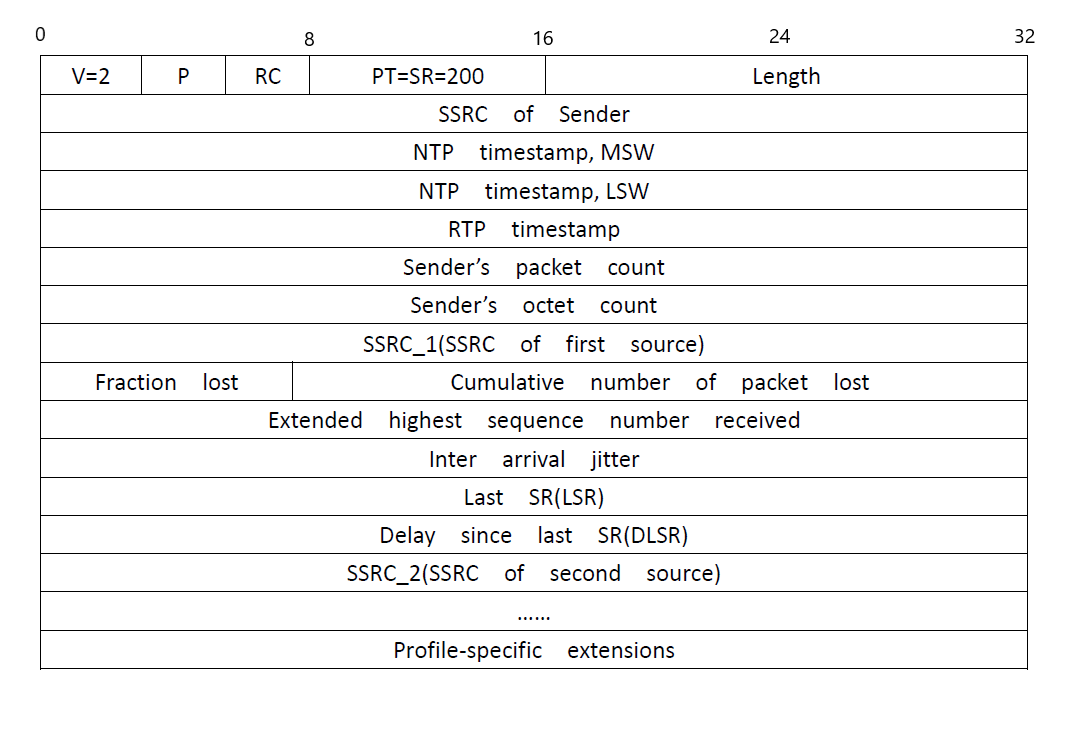 0 8 16 24 32
V=2 P RC PT=SR=200 Length
SSRC of Sender
NTP timestamp, MSW
NTP timestamp, LSW
RTP timestamp
Sender’s packet count
Sender’s octet count
SSRC_1(SSRC of first source)
Fraction lost Cumulative number of packet lost
Extended highest sequence number received
Inter arrival jitter
Last SR(LSR)
Delay since last SR(DLSR)
SSRC_2(SSRC of second source)
......
Profile-specific extensions